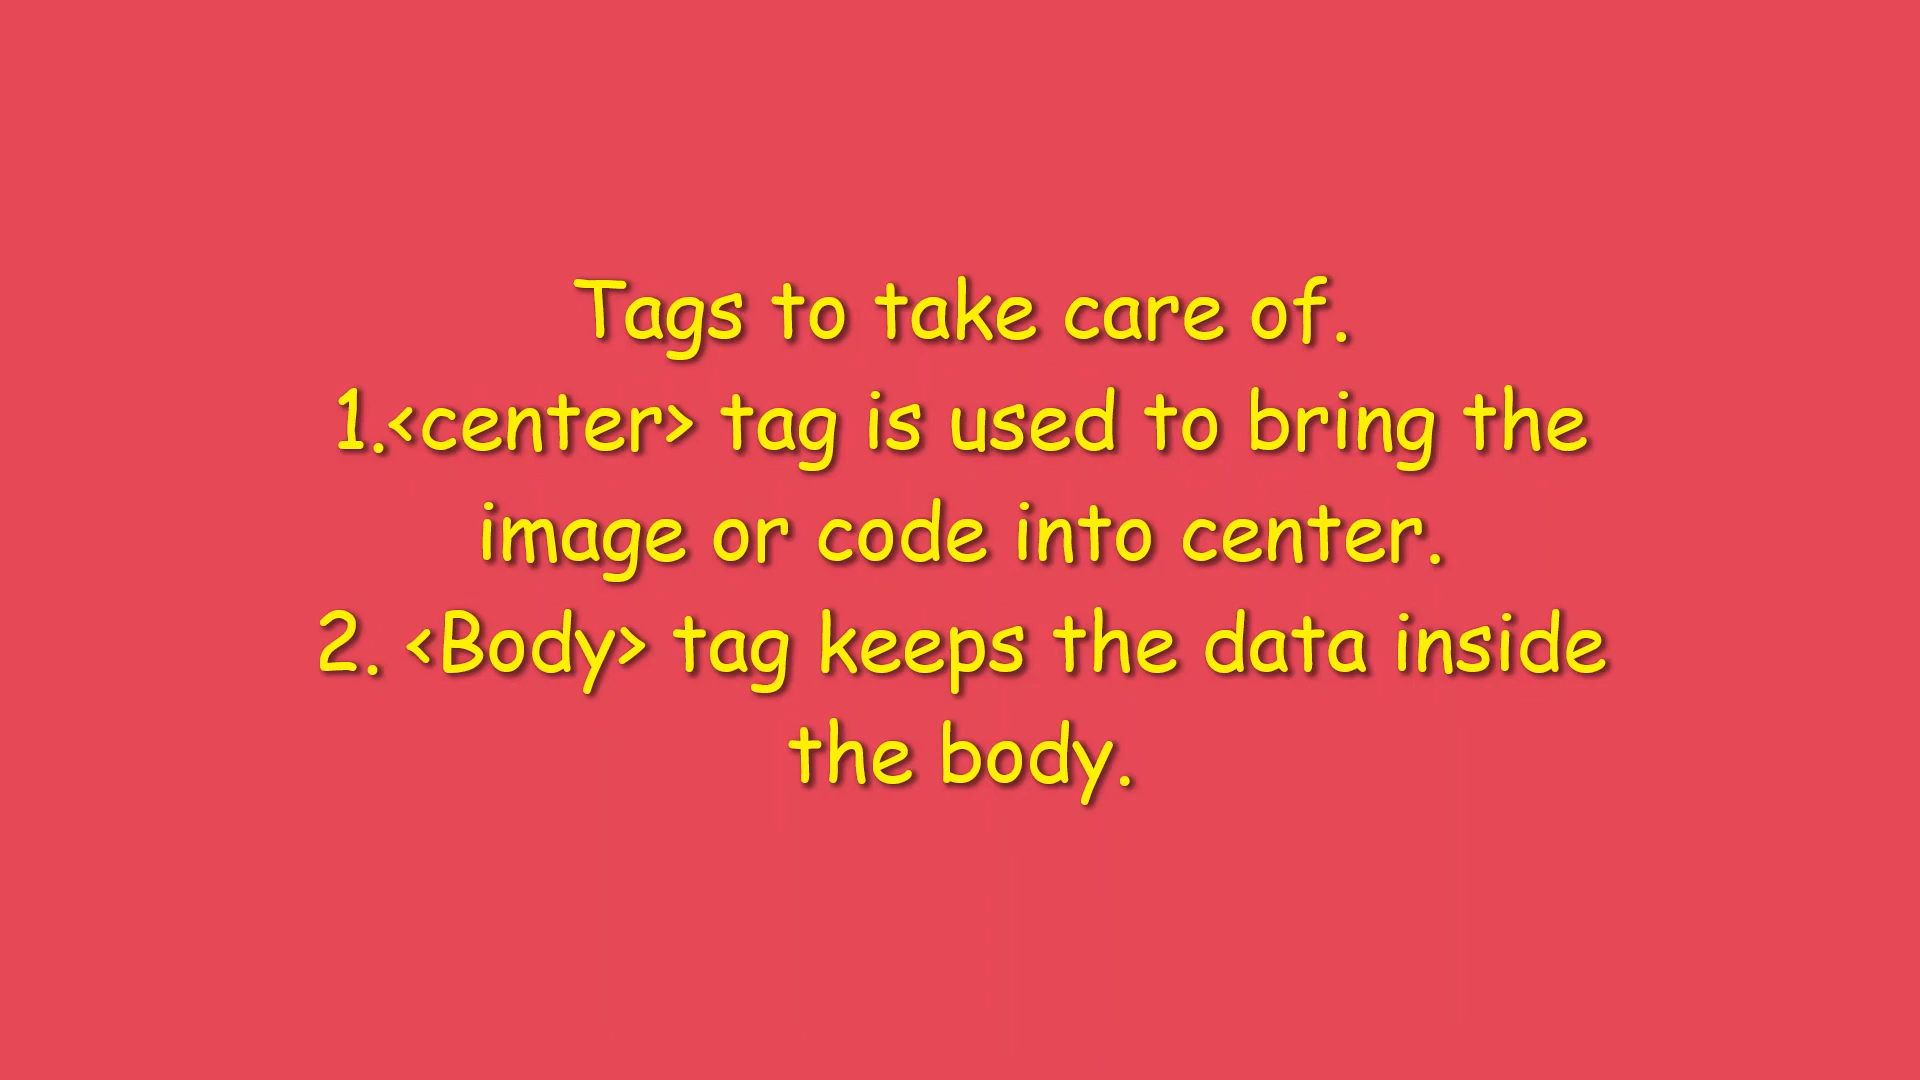 Tags to take care of.
1.<center> tag is used to bring the
image or code into center.
2. <Body> tag keeps the data inside
the body.